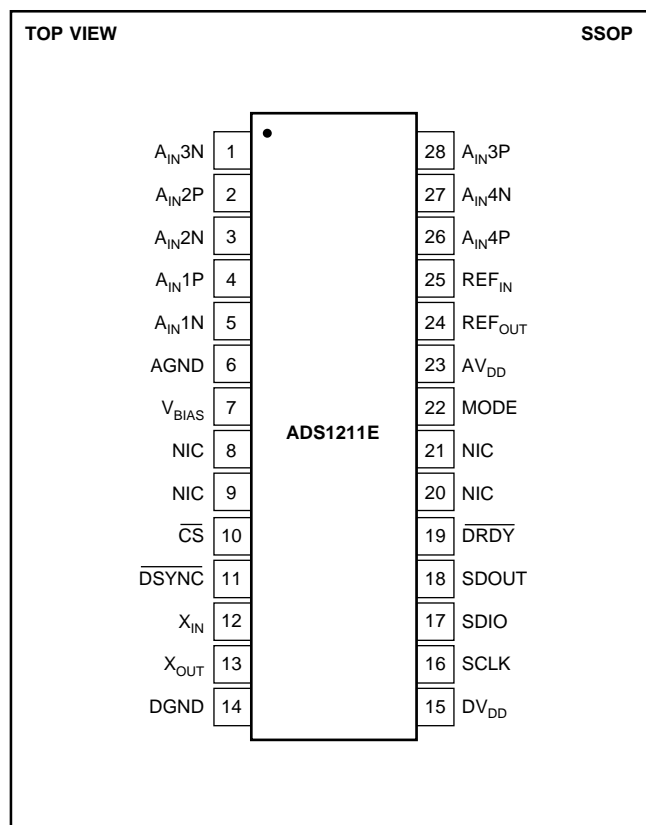 TOP VIEW SSOP
A_IN3N 1 28 A_IN3P
A_IN2P 2 27 A_IN4N
A_IN2N 3 26 A_IN4P
A_IN1P 4 25 REF_IN
A_IN1N 5 24 REF_OUT
AGND 6 23 AV_DD
V_BIAS 7 22 MODE
ADS1211E
NIC 8 21 NIC
NIC 9 20 NIC
C̅S̅ 10 19 D̅R̅D̅Y̅
D̅S̅Y̅N̅C̅ 11 18 SDOUT
X_IN 12 17 SDIO
X_OUT 13 16 SCLK
DGND 14 15 DV_DD